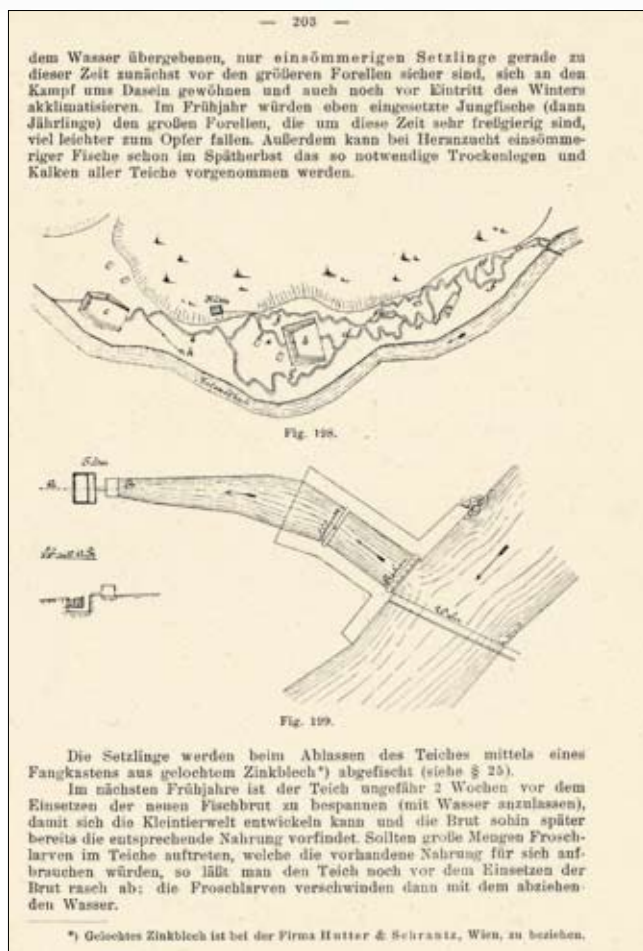 — 203 —
dem Wasser übergebenen, nur einsömmerigen Setzlinge gerade zu
dieser Zeit zunächst vor den größeren Forellen sicher sind, sich an den
Kampf ums Dasein gewöhnen und auch noch vor Eintritt des Winters
akklimatisieren. Im Frühjahr würden eben eingesetzte Jungfische (dann
Jährlinge) den großen Forellen, die um diese Zeit sehr freßgierig sind,
viel leichter zum Opfer fallen. Außerdem kann bei Heranzucht einsömme-
riger Fische schon im Spätherbst das so notwendige Trockenlegen und
Kalken aller Teiche vorgenommen werden.
Filter
Fig. 198.
Filter
Wehr
Fig. 199.
Die Setzlinge werden beim Ablassen des Teiches mittels eines
Fangkastens aus gelochtem Zinkblech*) abgefischt (siehe § 25).
Im nächsten Frühjahre ist der Teich ungefähr 2 Wochen vor dem
Einsetzen der neuen Fischbrut zu bespannen (mit Wasser anzulassen),
damit sich die Kleintierwelt entwickeln kann und die Brut sohin später
bereits die entsprechende Nahrung vorfindet. Sollten große Mengen Frosch-
larven im Teiche auftreten, welche die vorhandene Nahrung für sich auf-
brauchen würden, so läßt man den Teich noch vor dem Einsetzen der
Brut rasch ab; die Froschlarven verschwinden dann mit dem abziehen-
den Wasser.
*) Gelochtes Zinkblech ist bei der Firma Hutter & Schrantz, Wien, zu beziehen.